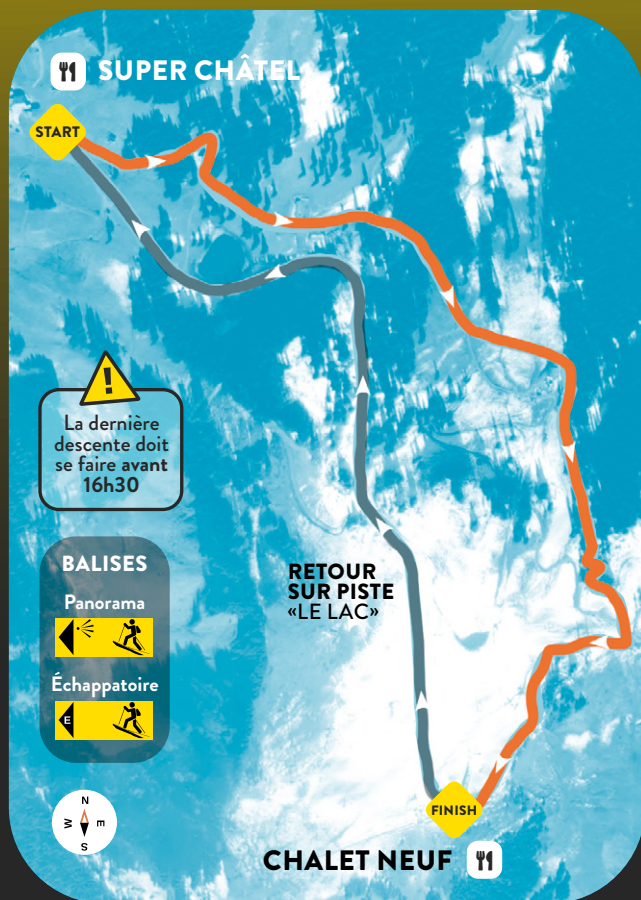 SUPER CHÂTEL
START
La dernière
descente doit
se faire avant
16h30
BALISES
Panorama
Échappatoire
E
RETOUR
SUR PISTE
«LE LAC»
N
W
E
S
FINISH
CHALET NEUF